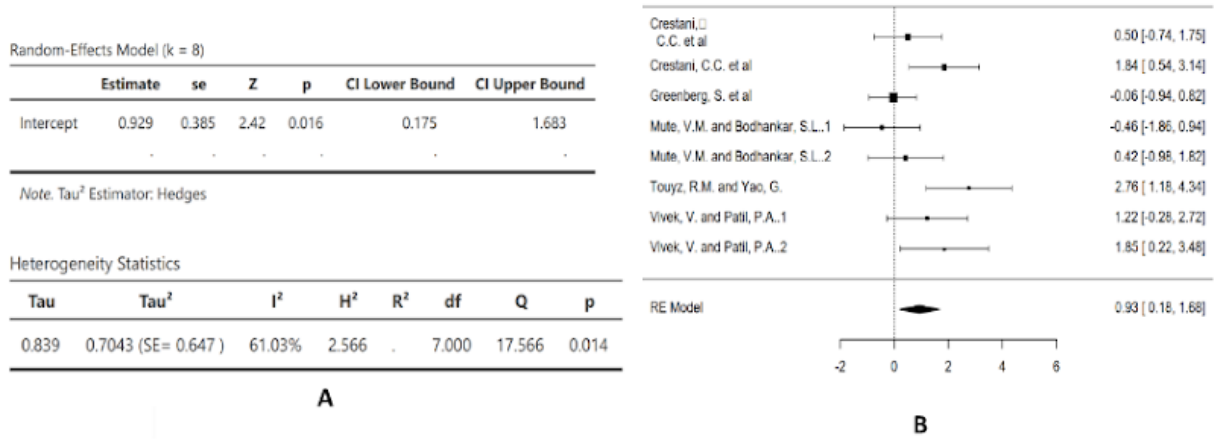 Random-Effects Model (k = 8)
Estimate se Z p CI Lower Bound CI Upper Bound
Intercept 0.929 0.385 2.42 0.016 0.175 1.683
. . . . . .
Note. Tau² Estimator: Hedges
Heterogeneity Statistics
Tau Tau² I² H² R² df Q p
0.839 0.7043 (SE= 0.647 ) 61.03% 2.566 . 7.000 17.566 0.014
A
Crestani,□
C.C. et al 0.50 [-0.74, 1.75]
Crestani, C.C. et al 1.84 [ 0.54, 3.14]
Greenberg, S. et al -0.06 [-0.94, 0.82]
Mute, V.M. and Bodhankar, S.L..1 -0.46 [-1.86, 0.94]
Mute, V.M. and Bodhankar, S.L..2 0.42 [-0.98, 1.82]
Touyz, R.M. and Yao, G. 2.76 [ 1.18, 4.34]
Vivek, V. and Patil, P.A..1 1.22 [-0.28, 2.72]
Vivek, V. and Patil, P.A..2 1.85 [ 0.22, 3.48]
RE Model 0.93 [ 0.18, 1.68]
-2 0 2 4 6
B